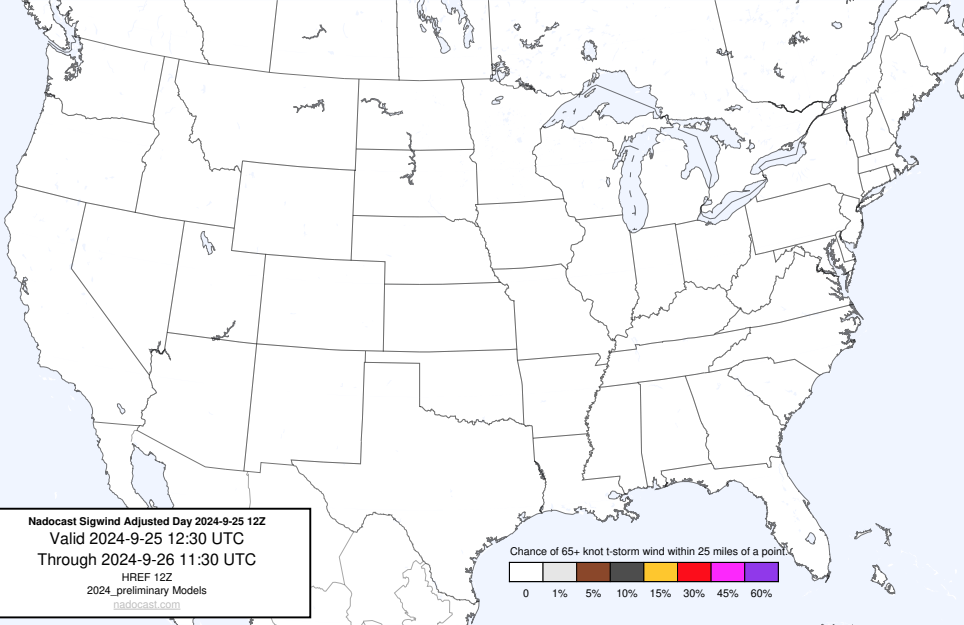 Nadocast Sigwind Adjusted Day 2024-9-25 12Z
Valid 2024-9-25 12:30 UTC
Through 2024-9-26 11:30 UTC
HREF 12Z
2024_preliminary Models
nadocast.com
Chance of 65+ knot t-storm wind within 25 miles of a point.
0 1% 5% 10% 15% 30% 45% 60%